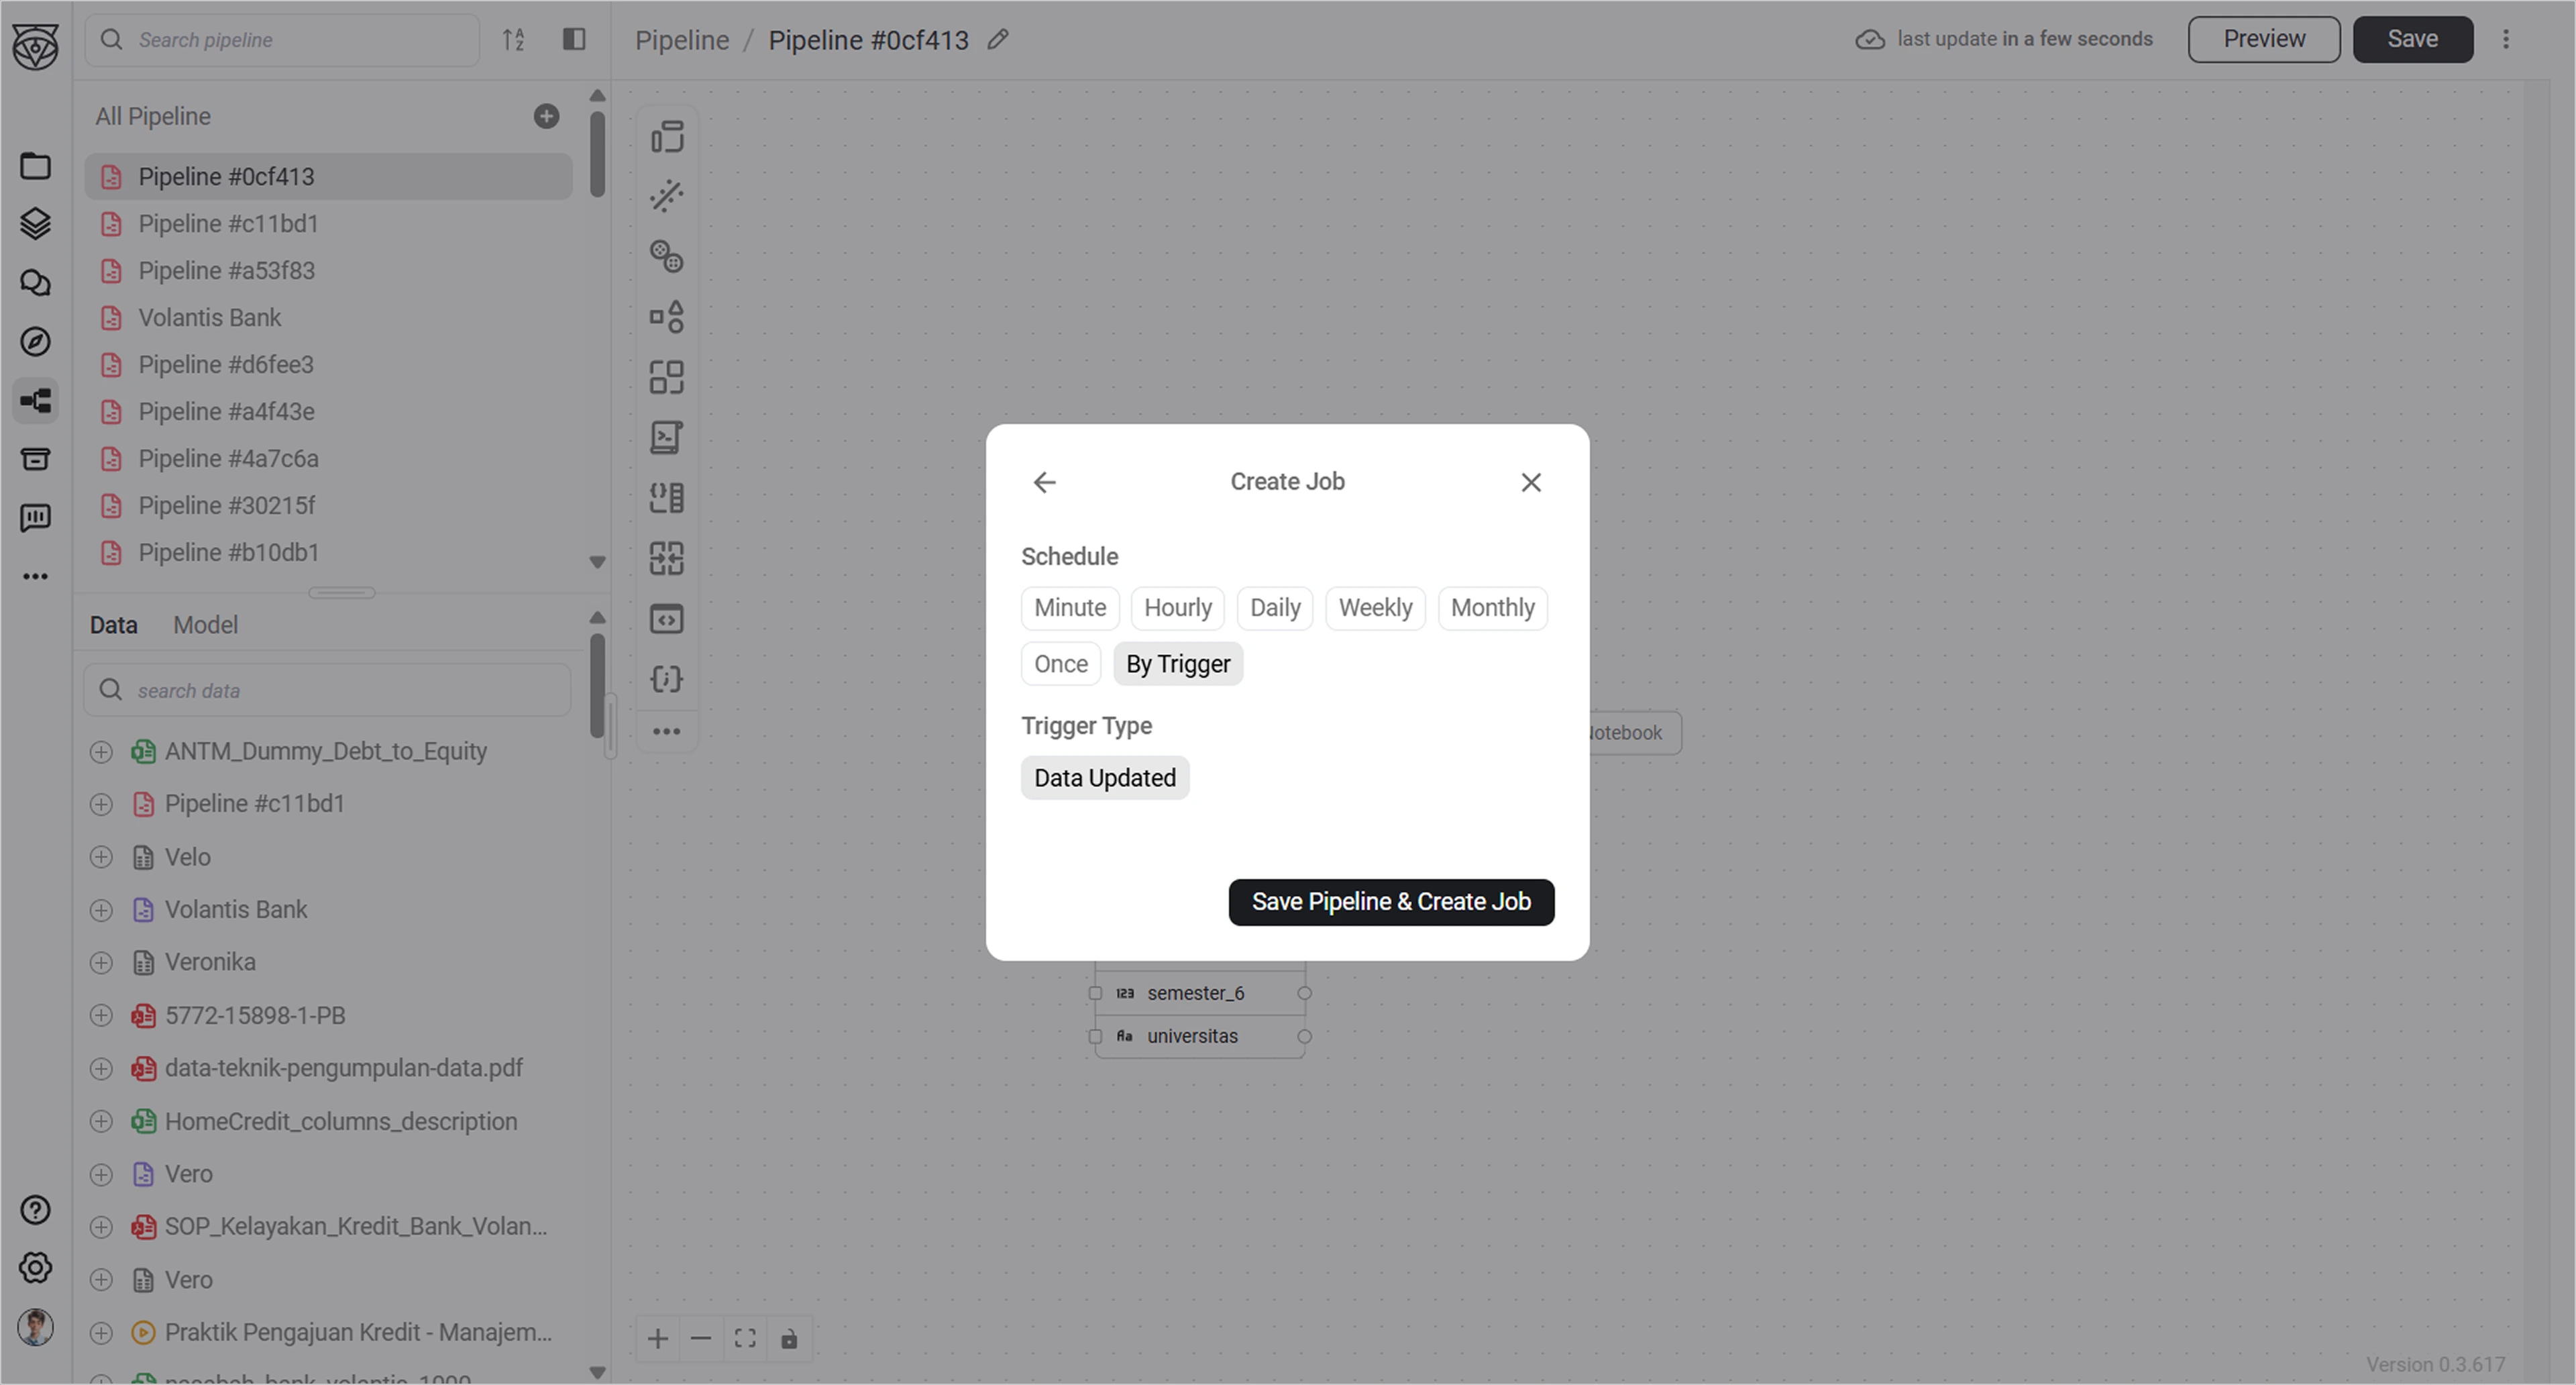 Search pipeline
Pipeline / Pipeline #0cf413
last update in a few seconds
Preview
Save
All Pipeline
Pipeline #0cf413
Pipeline #c11bd1
Pipeline #a53f83
Volantis Bank
Pipeline #d6fee3
Pipeline #a4f43e
Pipeline #4a7c6a
Pipeline #30215f
Pipeline #b10db1
Data Model
search data
ANTM_Dummy_Debt_to_Equity
Pipeline #c11bd1
Velo
Volantis Bank
Veronika
5772-15898-1-PB
data-teknik-pengumpulan-data.pdf
HomeCredit_columns_description
Vero
SOP_Kelayakan_Kredit_Bank_Volan...
Vero
Praktik Pengajuan Kredit - Manajem...
Create Job
Schedule
Minute Hourly Daily Weekly Monthly
Once By Trigger
Trigger Type
Data Updated
Save Pipeline & Create Job
123 semester_6
Aa universitas
Version 0.3.617